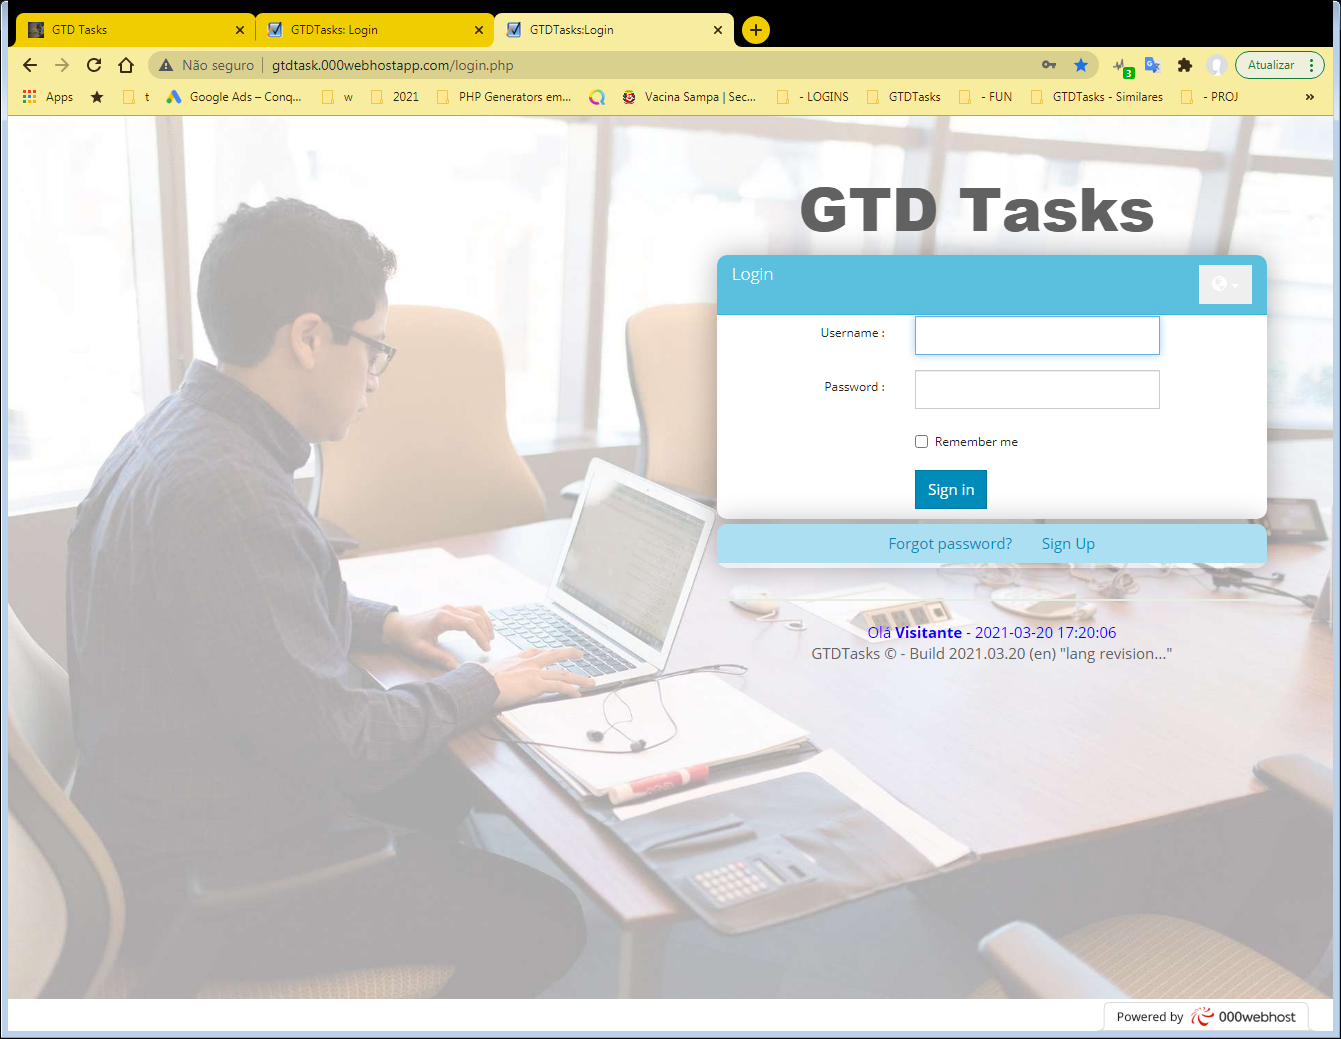 GTD Tasks
GTDTasks: Login
GTDTasks:Login
Não seguro | gtdtask.000webhostapp.com/login.php
3
Atualizar
Apps
t
Google Ads – Conq...
w
2021
PHP Generators em...
Vacina Sampa | Sec...
- LOGINS
GTDTasks
- FUN
GTDTasks - Similares
- PROJ
»
GTD Tasks
Login
Username :
Password :
Remember me
Sign in
Forgot password? Sign Up
Olá Visitante - 2021-03-20 17:20:06
GTDTasks © - Build 2021.03.20 (en) "lang revision..."
Powered by 000webhost